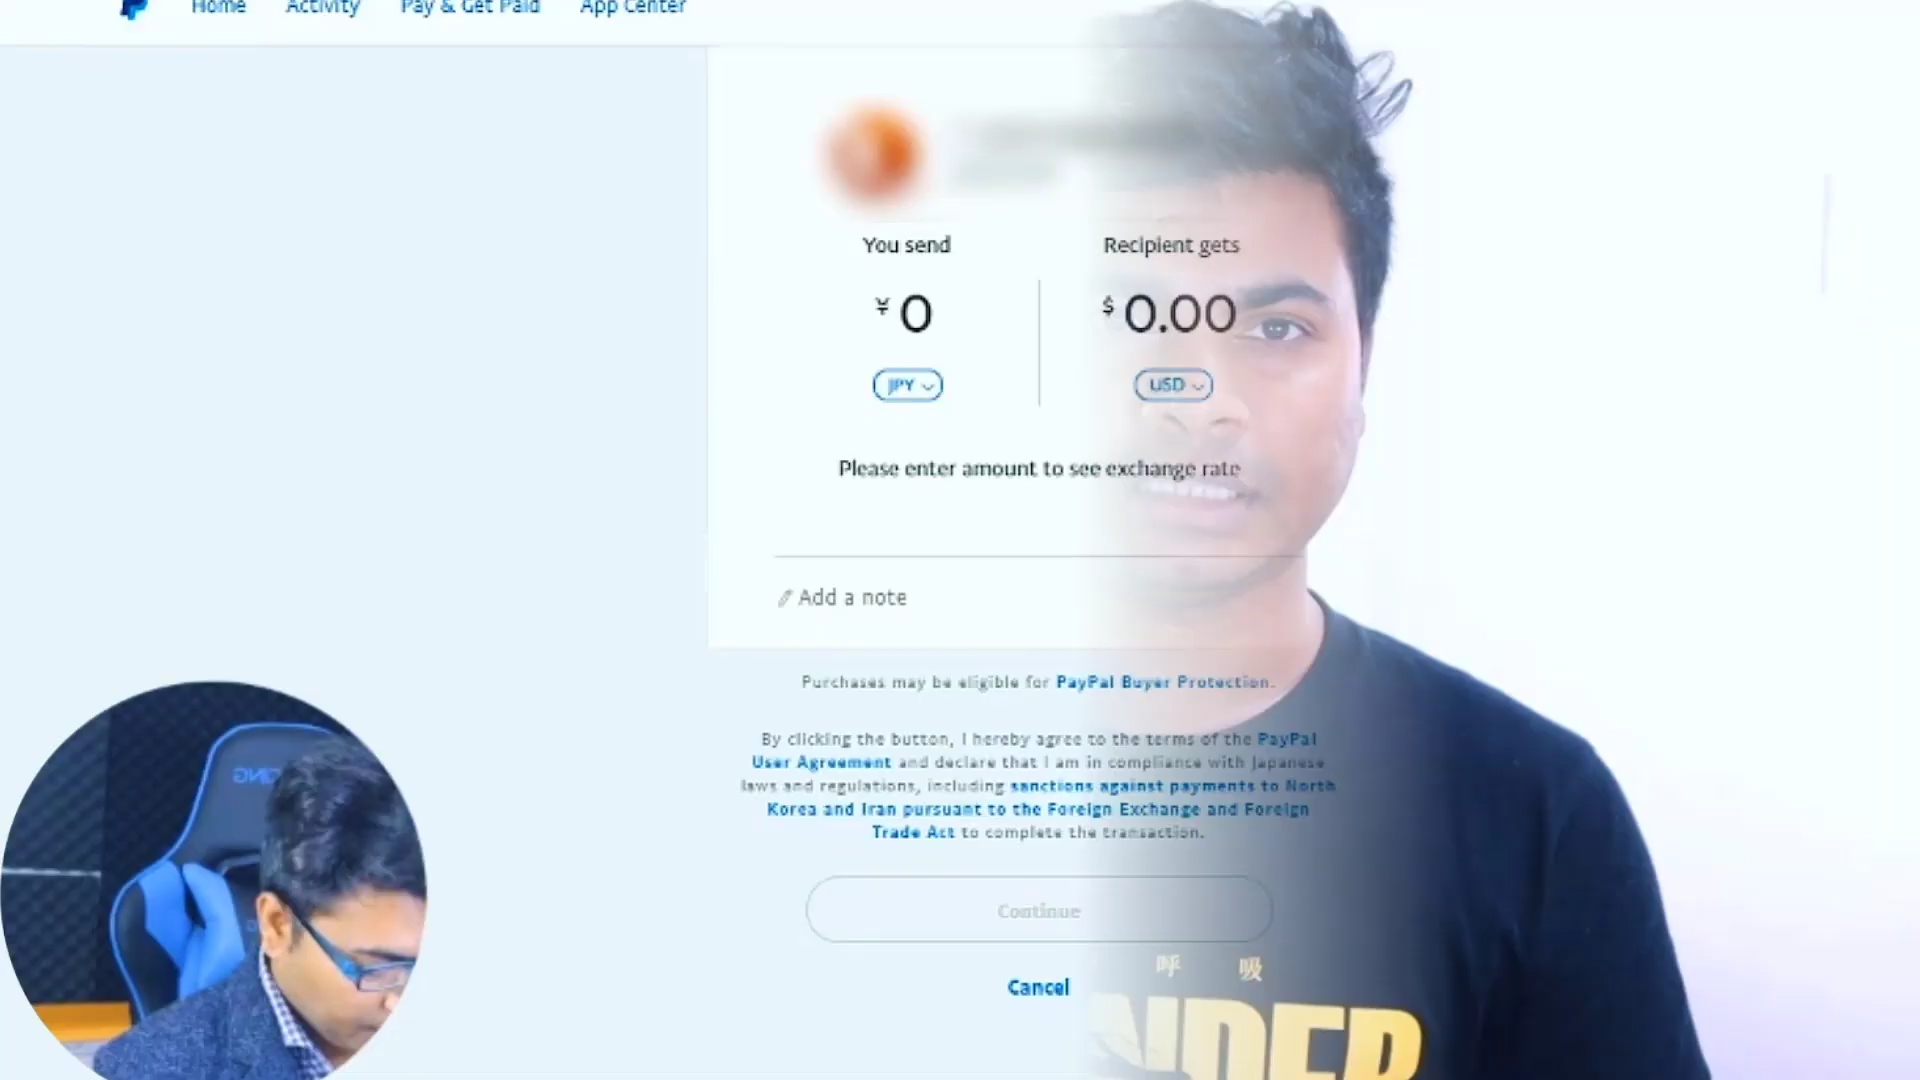 Home Activity Pay & Get Paid App Center
You send Recipient gets
¥ 0 $ 0.00
JPY USD
Please enter amount to see exchange rate
Add a note
Purchases may be eligible for PayPal Buyer Protection.
By clicking the button, I hereby agree to the terms of the PayPal
User Agreement and declare that I am in compliance with Japanese
laws and regulations, including sanctions against payments to North
Korea and Iran pursuant to the Foreign Exchange and Foreign
Trade Act to complete the transaction.
Continue
Cancel
呼 吸
NDER